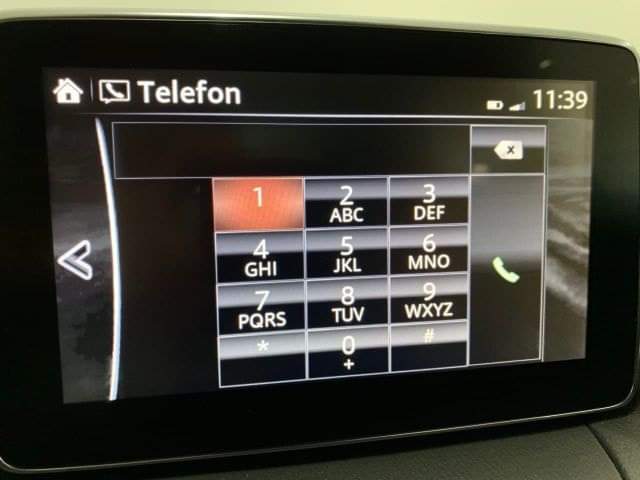 Telefon
11:39
1 2 3
ABC DEF
4 5 6
GHI JKL MNO
7 8 9
PQRS TUV WXYZ
* 0 #
+